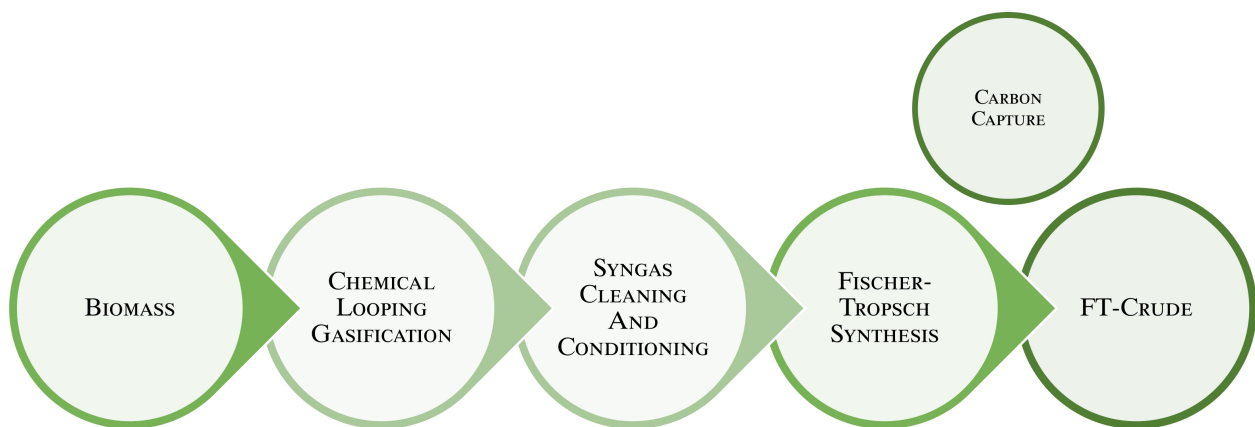 Carbon
Capture
Biomass
Chemical
Looping
Gasification
Syngas
Cleaning
And
Conditioning
Fischer-
Tropsch
Synthesis
FT-Crude